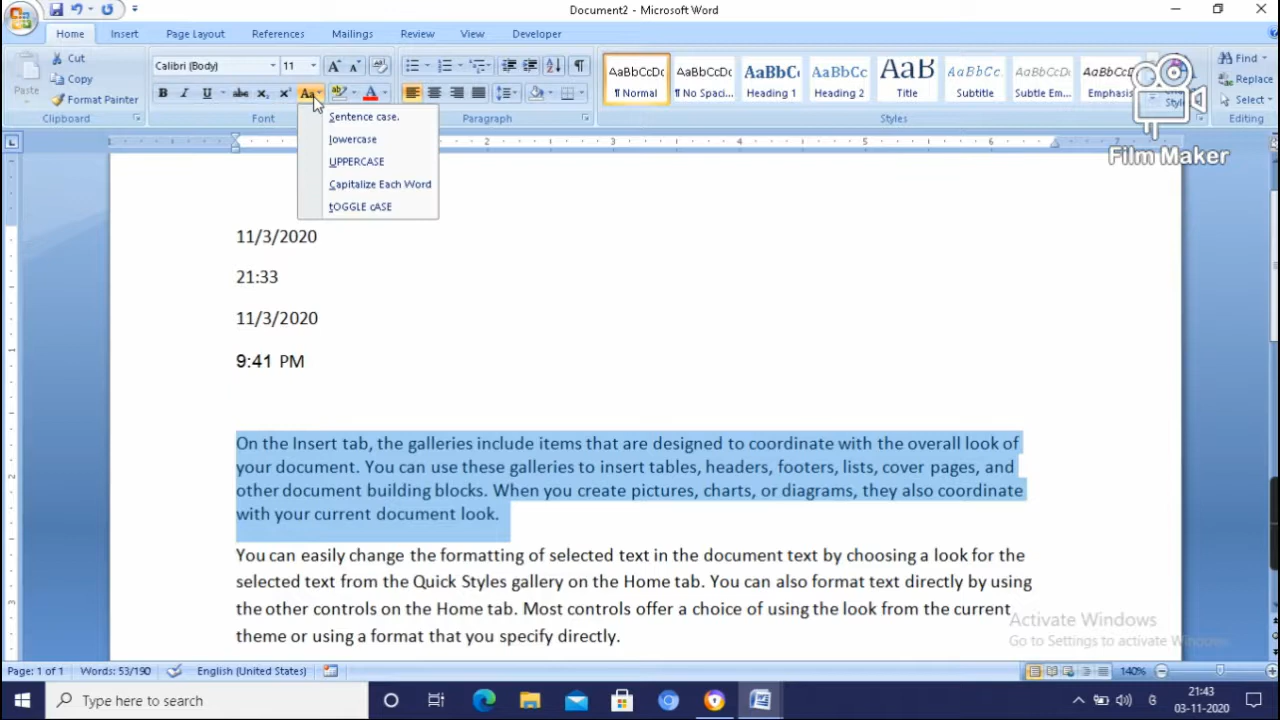 Document2 - Microsoft Word
Home Insert Page Layout References Mailings Review View Developer
Paste
Cut
Copy
Format Painter
Clipboard
Calibri (Body) 11
B I U abc x₂ x² Aa ab A
Font
Paragraph
AaBbCcDc AaBbCcDc AaBbCc AaBbCc AaB AaBbCc. AaBbCcDc AaBbCcDc
¶ Normal ¶ No Spaci... Heading 1 Heading 2 Title Subtitle Subtle Em... Emphasis
Styles
Find
Replace
Select
Editing
Film Maker
Sentence case.
lowercase
UPPERCASE
Capitalize Each Word
tOGGLE cASE
11/3/2020
21:33
11/3/2020
9:41 PM
On the Insert tab, the galleries include items that are designed to coordinate with the overall look of
your document. You can use these galleries to insert tables, headers, footers, lists, cover pages, and
other document building blocks. When you create pictures, charts, or diagrams, they also coordinate
with your current document look.
You can easily change the formatting of selected text in the document text by choosing a look for the
selected text from the Quick Styles gallery on the Home tab. You can also format text directly by using
the other controls on the Home tab. Most controls offer a choice of using the look from the current
theme or using a format that you specify directly.
Activate Windows
Go to Settings to activate Windows.
Page: 1 of 1 Words: 53/190 English (United States) 140%
Type here to search
21:43
03-11-2020